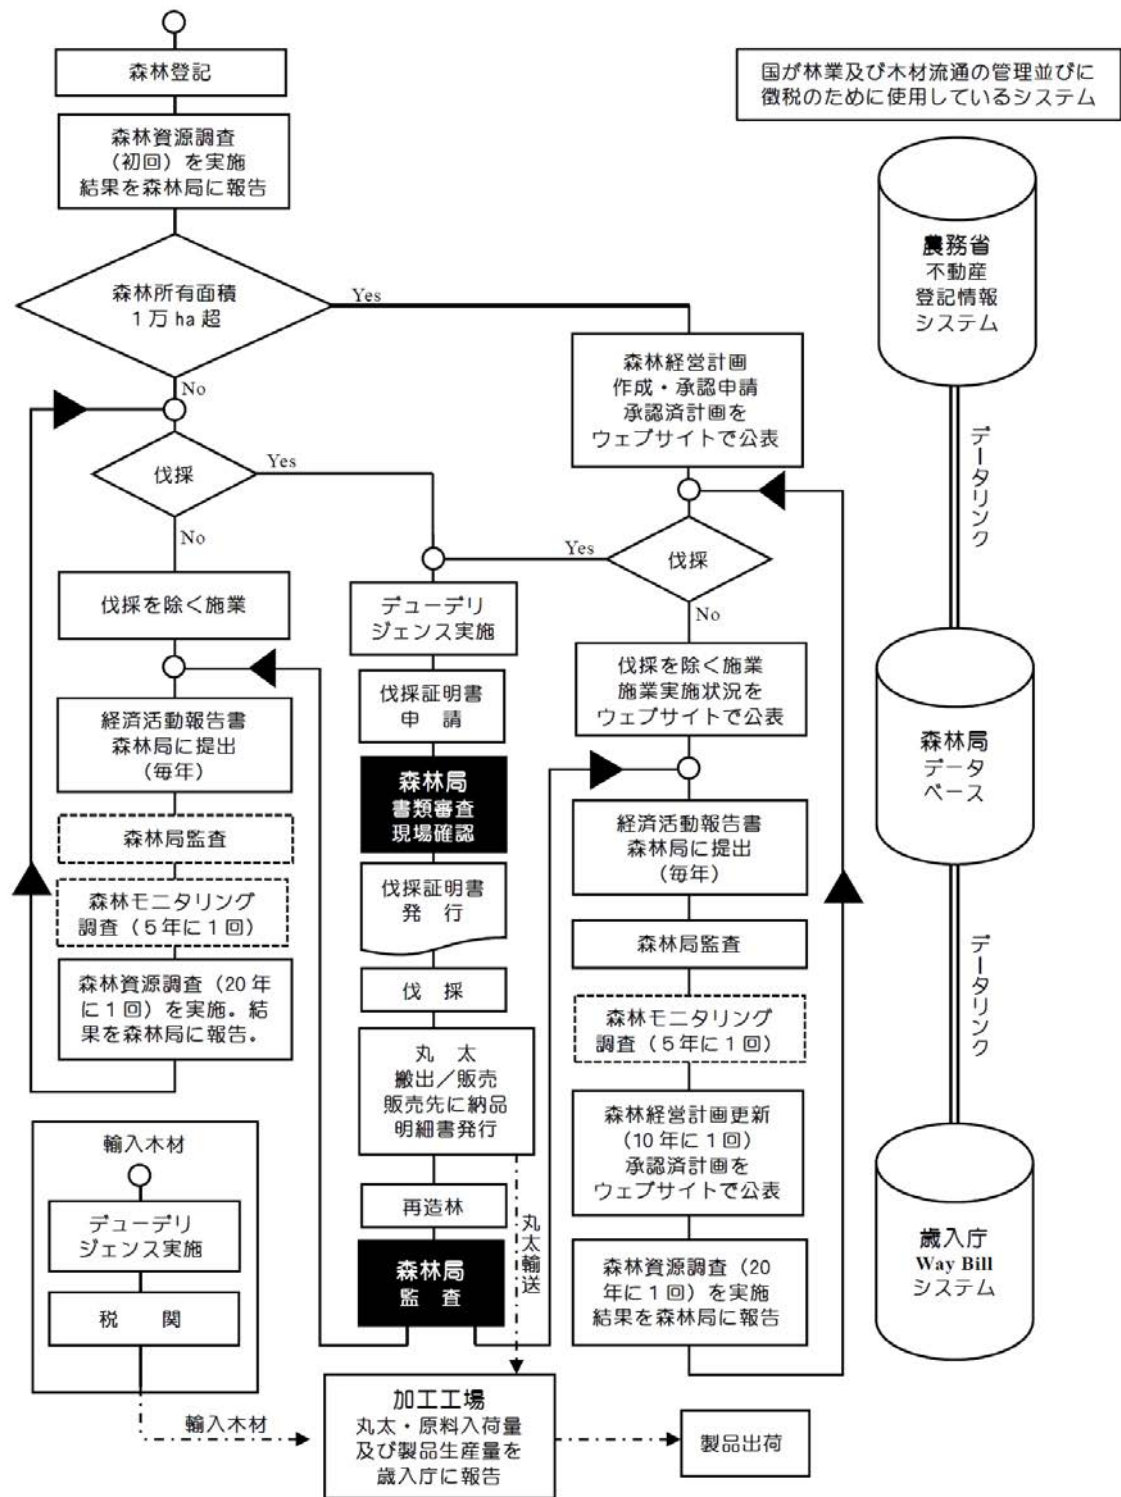 森林登記
森林資源調査
（初回）を実施
結果を森林局に報告
森林所有面積
1万 ha 超
Yes
No
伐採
Yes
No
伐採を除く施業
経済活動報告書
森林局に提出
（毎年）
森林局監査
森林モニタリング
調査（5年に1回）
森林資源調査（20 年
に1回）を実施。結
果を森林局に報告。
森林経営計画
作成・承認申請
承認済計画を
ウェブサイトで公表
伐採
Yes
No
伐採を除く施業
施業実施状況を
ウェブサイトで公表
経済活動報告書
森林局に提出
（毎年）
森林局監査
森林モニタリング
調査（5年に1回）
森林経営計画更新
（10 年に1回）
承認済計画を
ウェブサイトで公表
森林資源調査（20
年に1回）を実施
結果を森林局に報告
デューデリ
ジェンス実施
伐採証明書
申　請
森林局
書類審査
現場確認
伐採証明書
発　行
伐　採
丸　太
搬出／販売
販売先に納品
明細書発行
再造林
森林局
監　査
丸太輸送
輸入木材
デューデリ
ジェンス実施
税　関
輸入木材
加工工場
丸太・原料入荷量
及び製品生産量を
歳入庁に報告
製品出荷
国が林業及び木材流通の管理並びに
徴税のために使用しているシステム
農務省
不動産
登記情報
システム
データリンク
森林局
データ
ベース
データリンク
歳入庁
Way Bill
システム